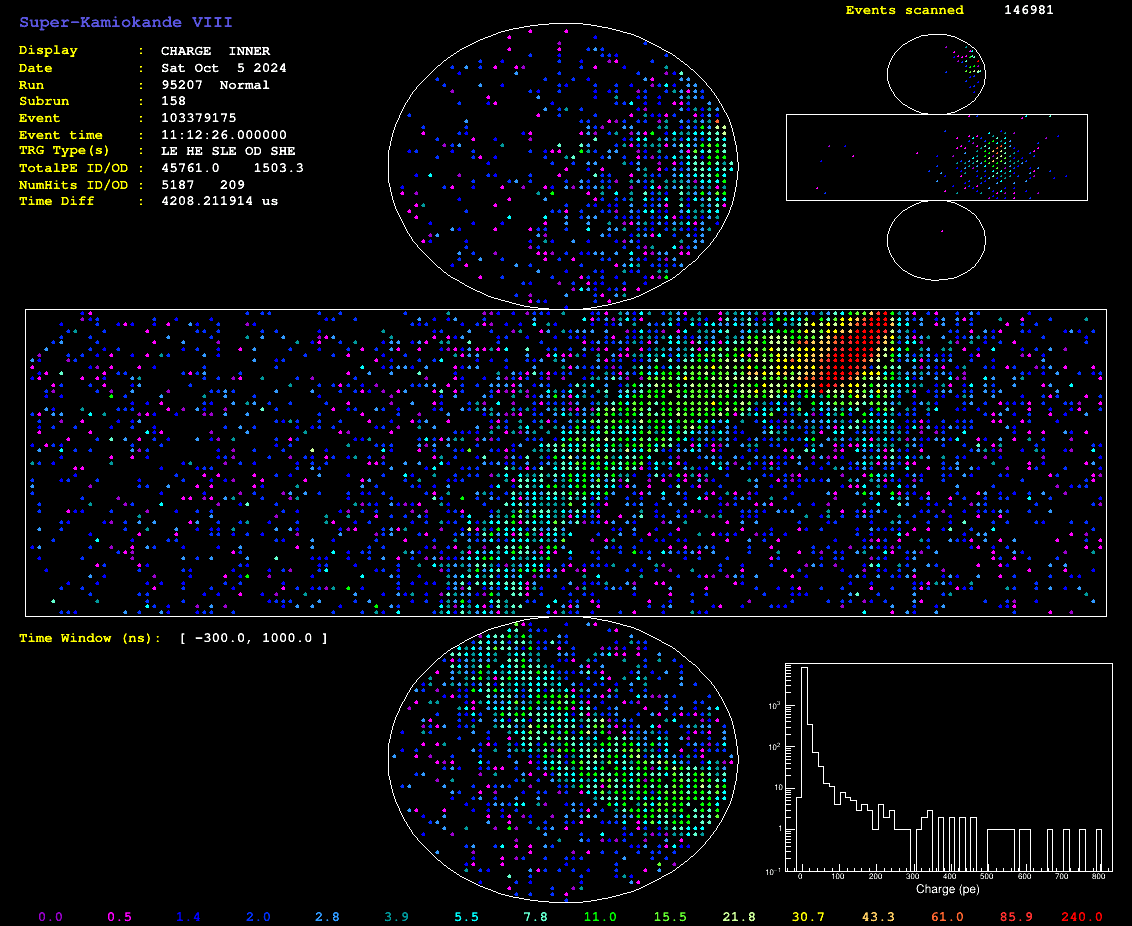 Super-Kamiokande VIII
Events scanned 146981
Display : CHARGE INNER
Date : Sat Oct 5 2024
Run : 95207 Normal
Subrun : 158
Event : 103379175
Event time : 11:12:26.000000
TRG Type(s) : LE HE SLE OD SHE
TotalPE ID/OD : 45761.0 1503.3
NumHits ID/OD : 5187 209
Time Diff : 4208.211914 us
Time Window (ns): [ -300.0, 1000.0 ]
10³
10²
10
1
10⁻¹
0 100 200 300 400 500 600 700 800
Charge (pe)
0.0 0.5 1.4 2.0 2.8 3.9 5.5 7.8 11.0 15.5 21.8 30.7 43.3 61.0 85.9 240.0